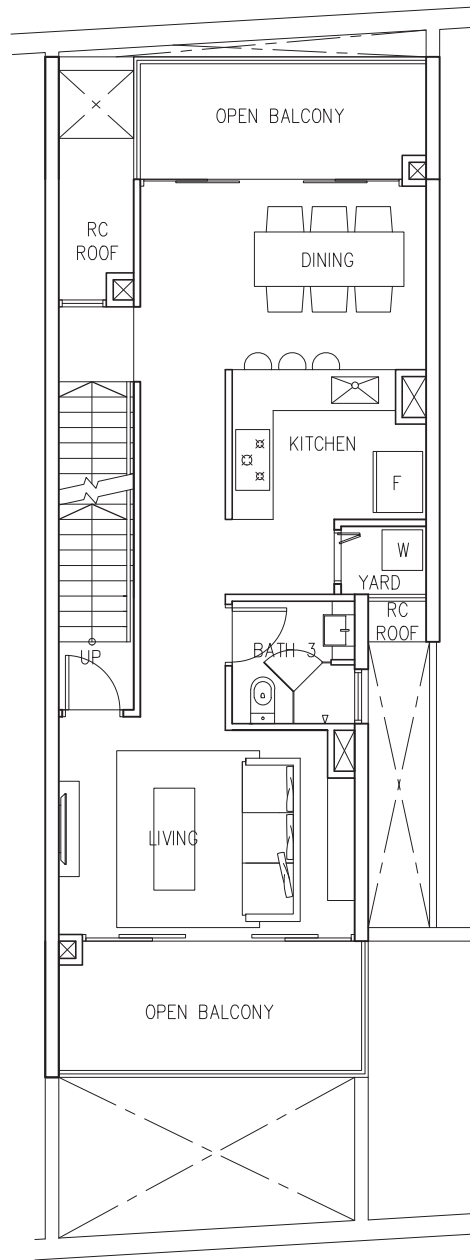 OPEN BALCONY
RC
ROOF
DINING
KITCHEN
F
W
YARD
RC
ROOF
BATH 3
UP
LIVING
OPEN BALCONY